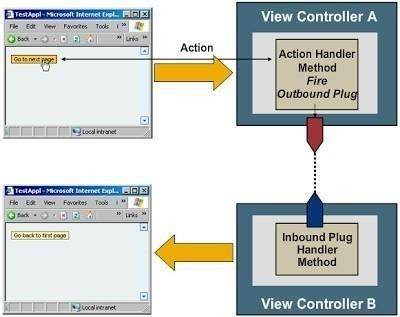 TestAppl - Microsoft Internet Expl...
File Edit View Favorites Tools »
Back » Links »
Go to next page
Local intranet
Action
View Controller A
Action Handler
Method
Fire
Outbound Plug
TestAppl - Microsoft Internet Expl...
File Edit View Favorites Tools »
Back » Links »
Go back to first page
Local intranet
Inbound Plug
Handler
Method
View Controller B